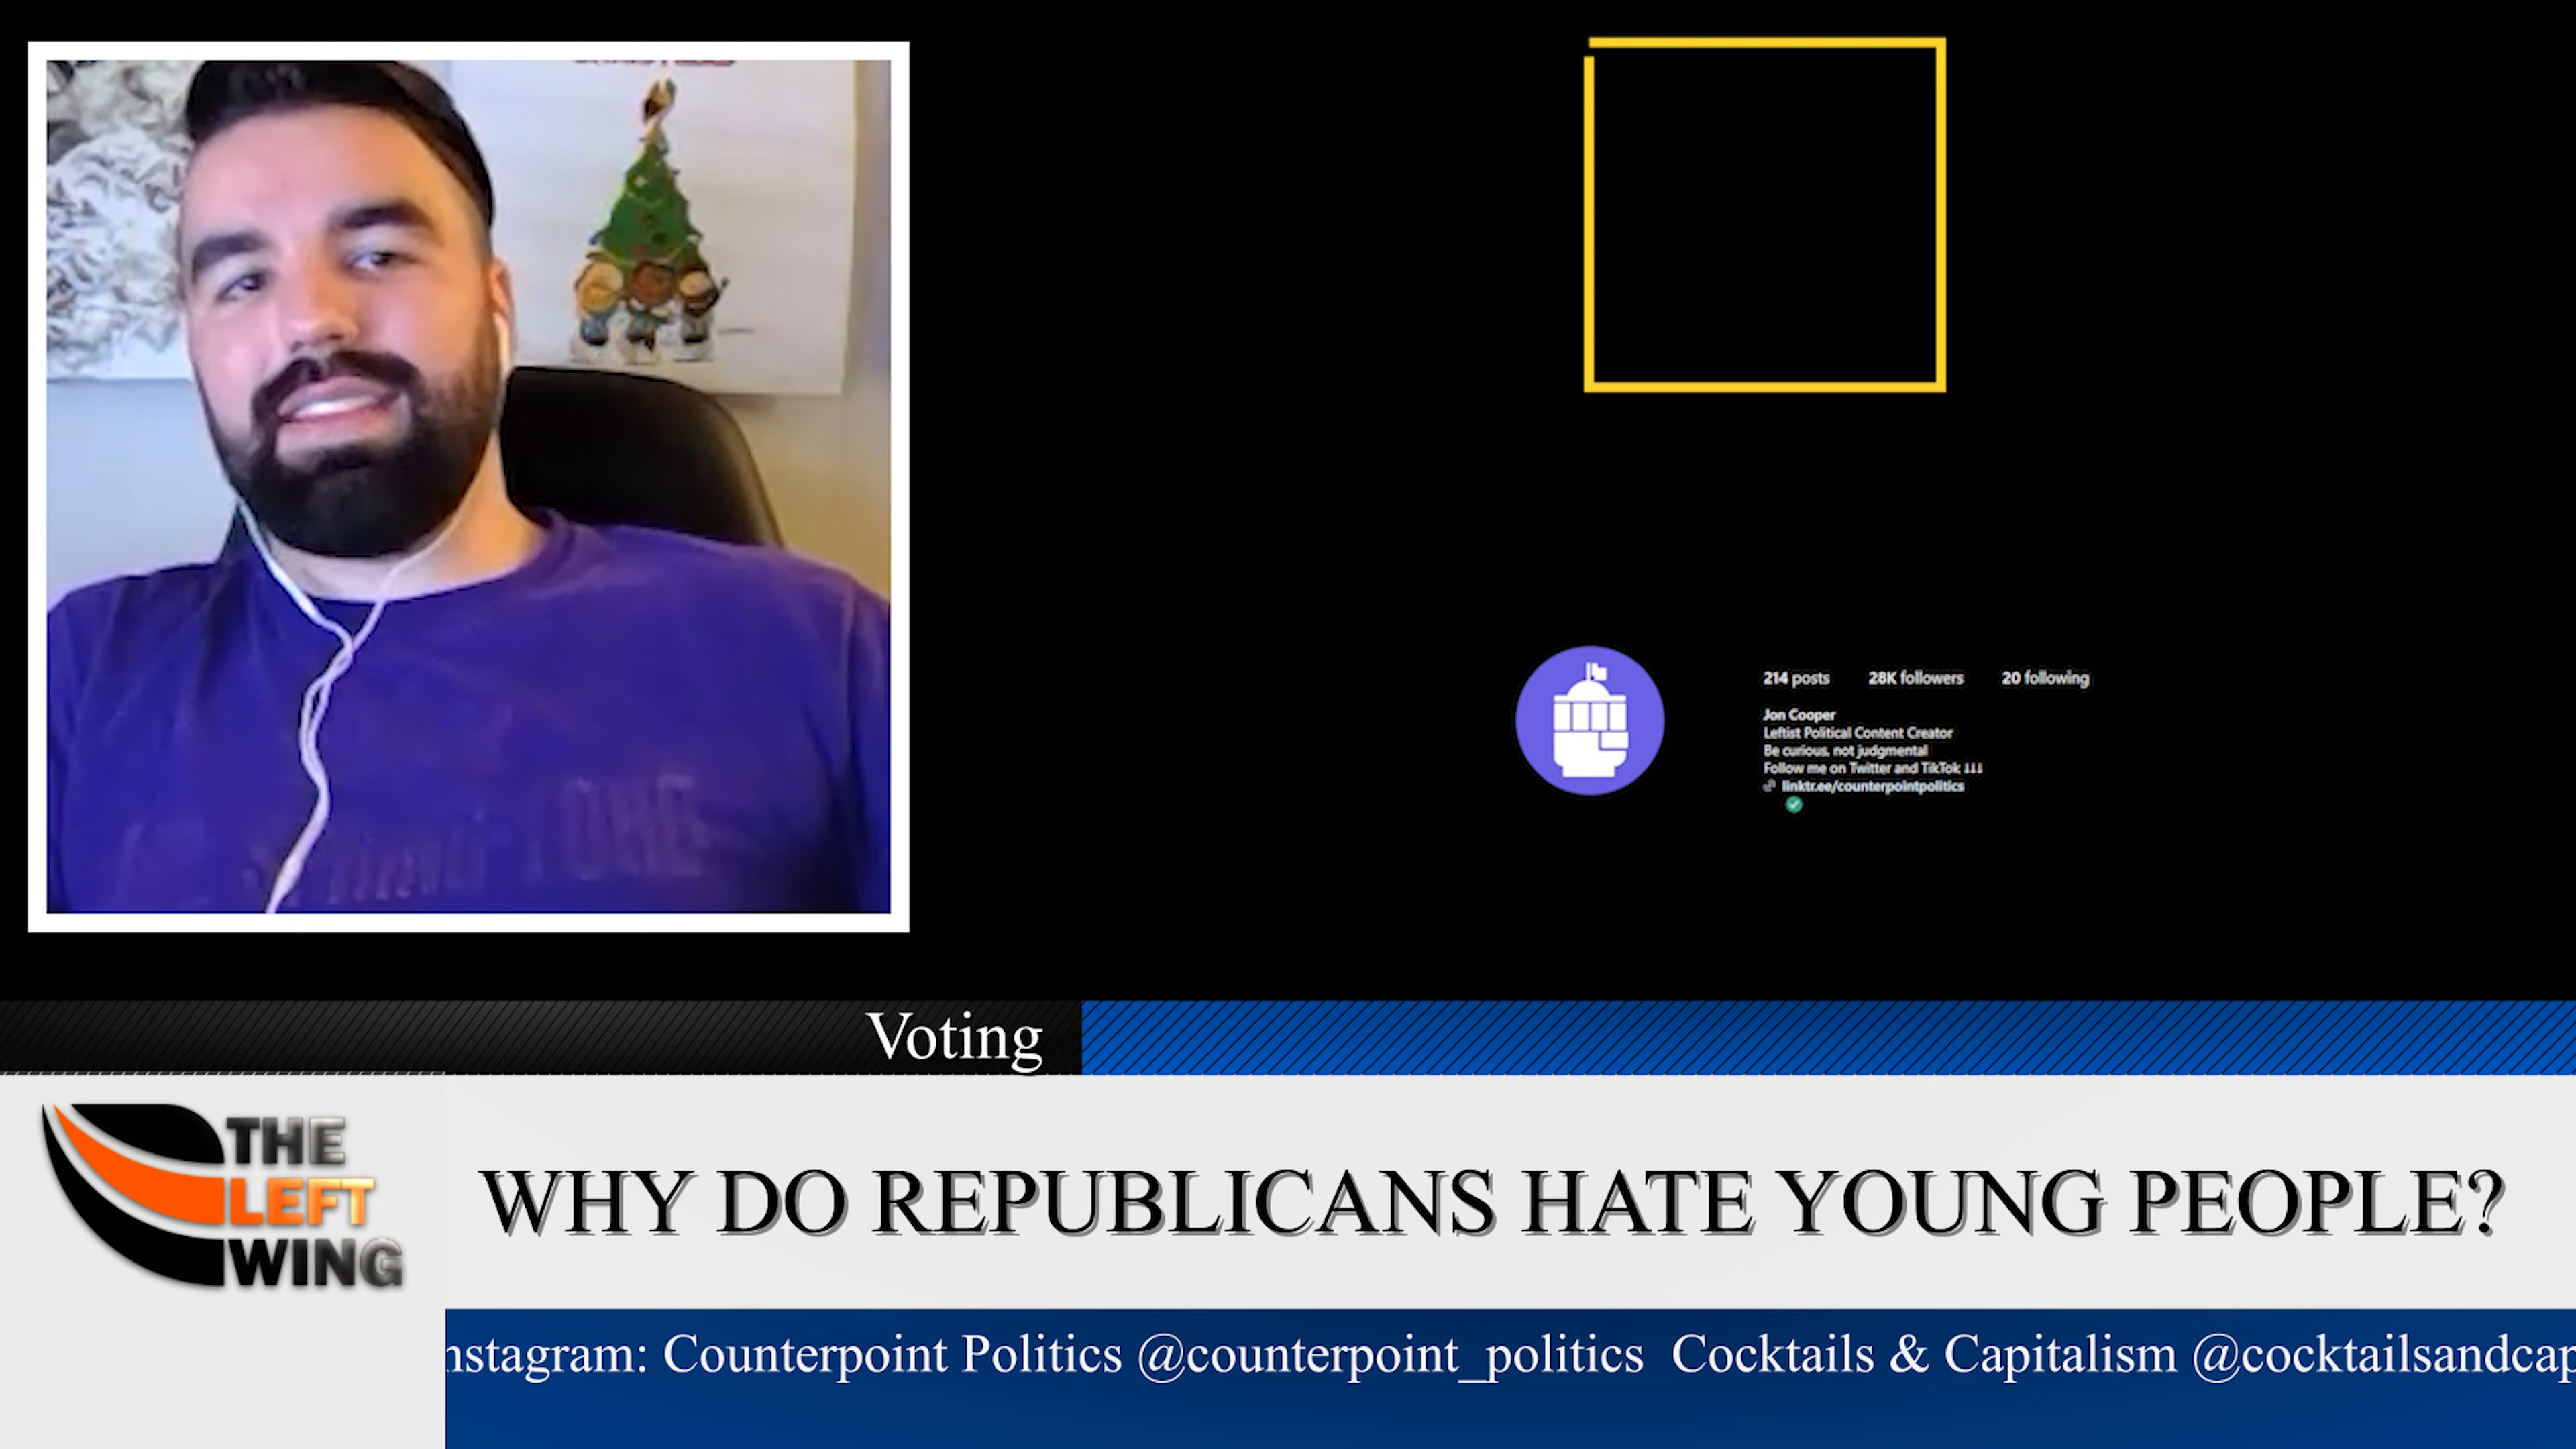 214 posts 28K followers 20 following
Jon Cooper
Leftist Political Content Creator
Be curious, not judgmental
Follow me on Twitter and TikTok ↓↓↓
linktr.ee/counterpointpolitics
Voting
THE
LEFT
WING
WHY DO REPUBLICANS HATE YOUNG PEOPLE?
nstagram: Counterpoint Politics @counterpoint_politics Cocktails & Capitalism @cocktailsandcap